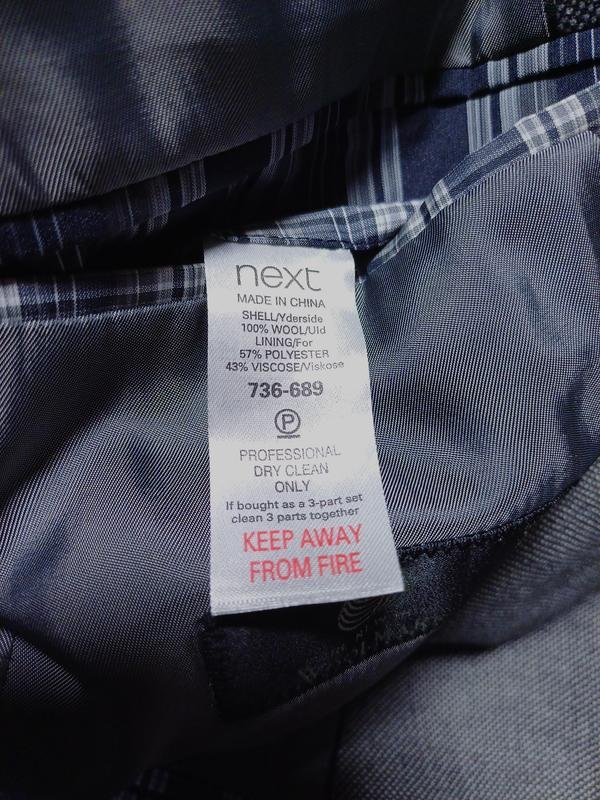 next
MADE IN CHINA
SHELL/Yderside
100% WOOL/Uld
LINING/For
57% POLYESTER
43% VISCOSE/Viskose
736-689
P
PROFESSIONAL
DRY CLEAN
ONLY
If bought as a 3-part set
clean 3 parts together
KEEP AWAY
FROM FIRE